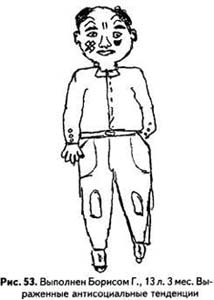 Рис. 53. Выполнен Борисом Г., 13 л. 3 мес. Вы-
раженные антисоциальные тенденции